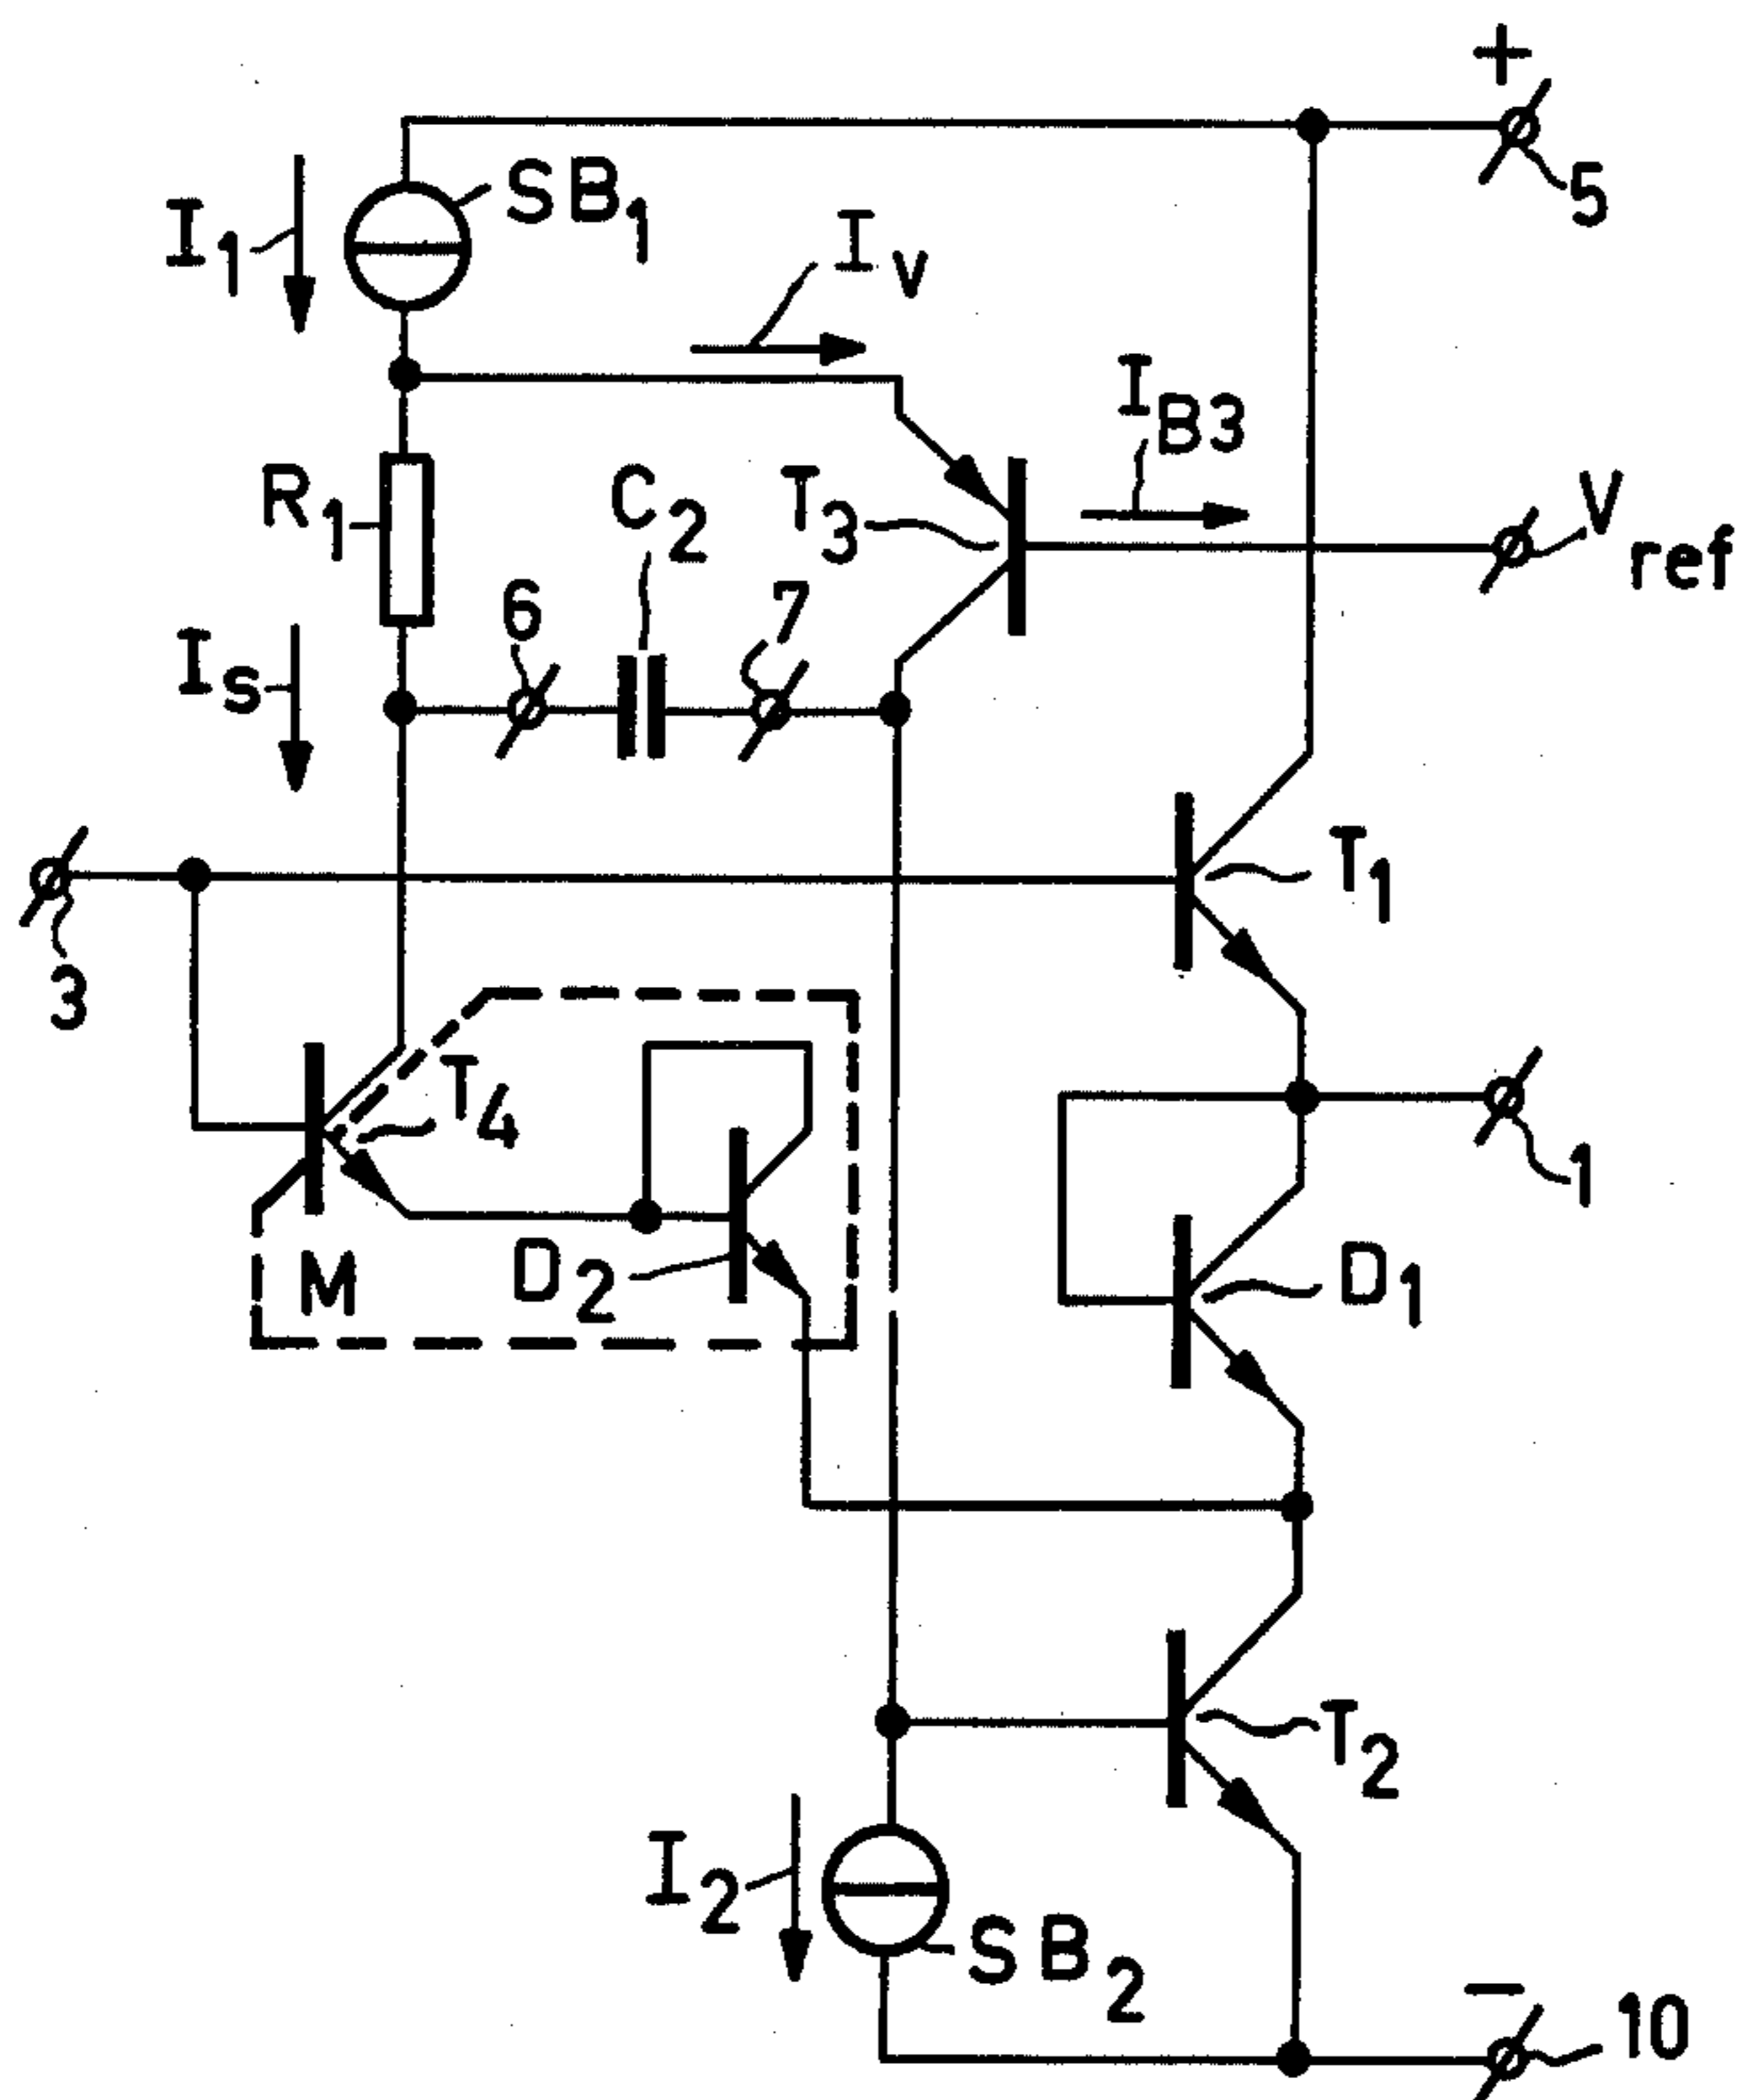 +
5
SB1
I1
Iv
IB3
R1
C2
T3
Vref
6
7
Is
3
T1
T4
1
M
D2
D1
T2
I2
SB2
−
10